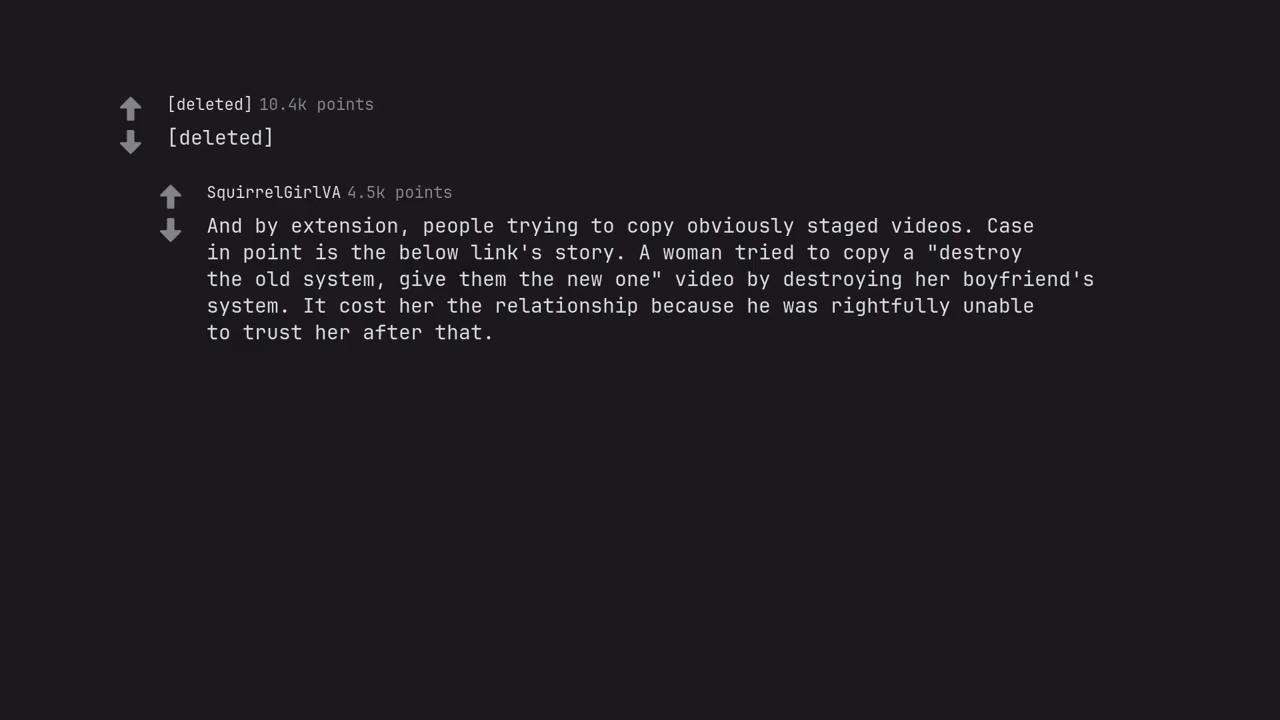 [deleted] 10.4k points
[deleted]
SquirrelGirlVA 4.5k points
And by extension, people trying to copy obviously staged videos. Case
in point is the below link's story. A woman tried to copy a "destroy
the old system, give them the new one" video by destroying her boyfriend's
system. It cost her the relationship because he was rightfully unable
to trust her after that.